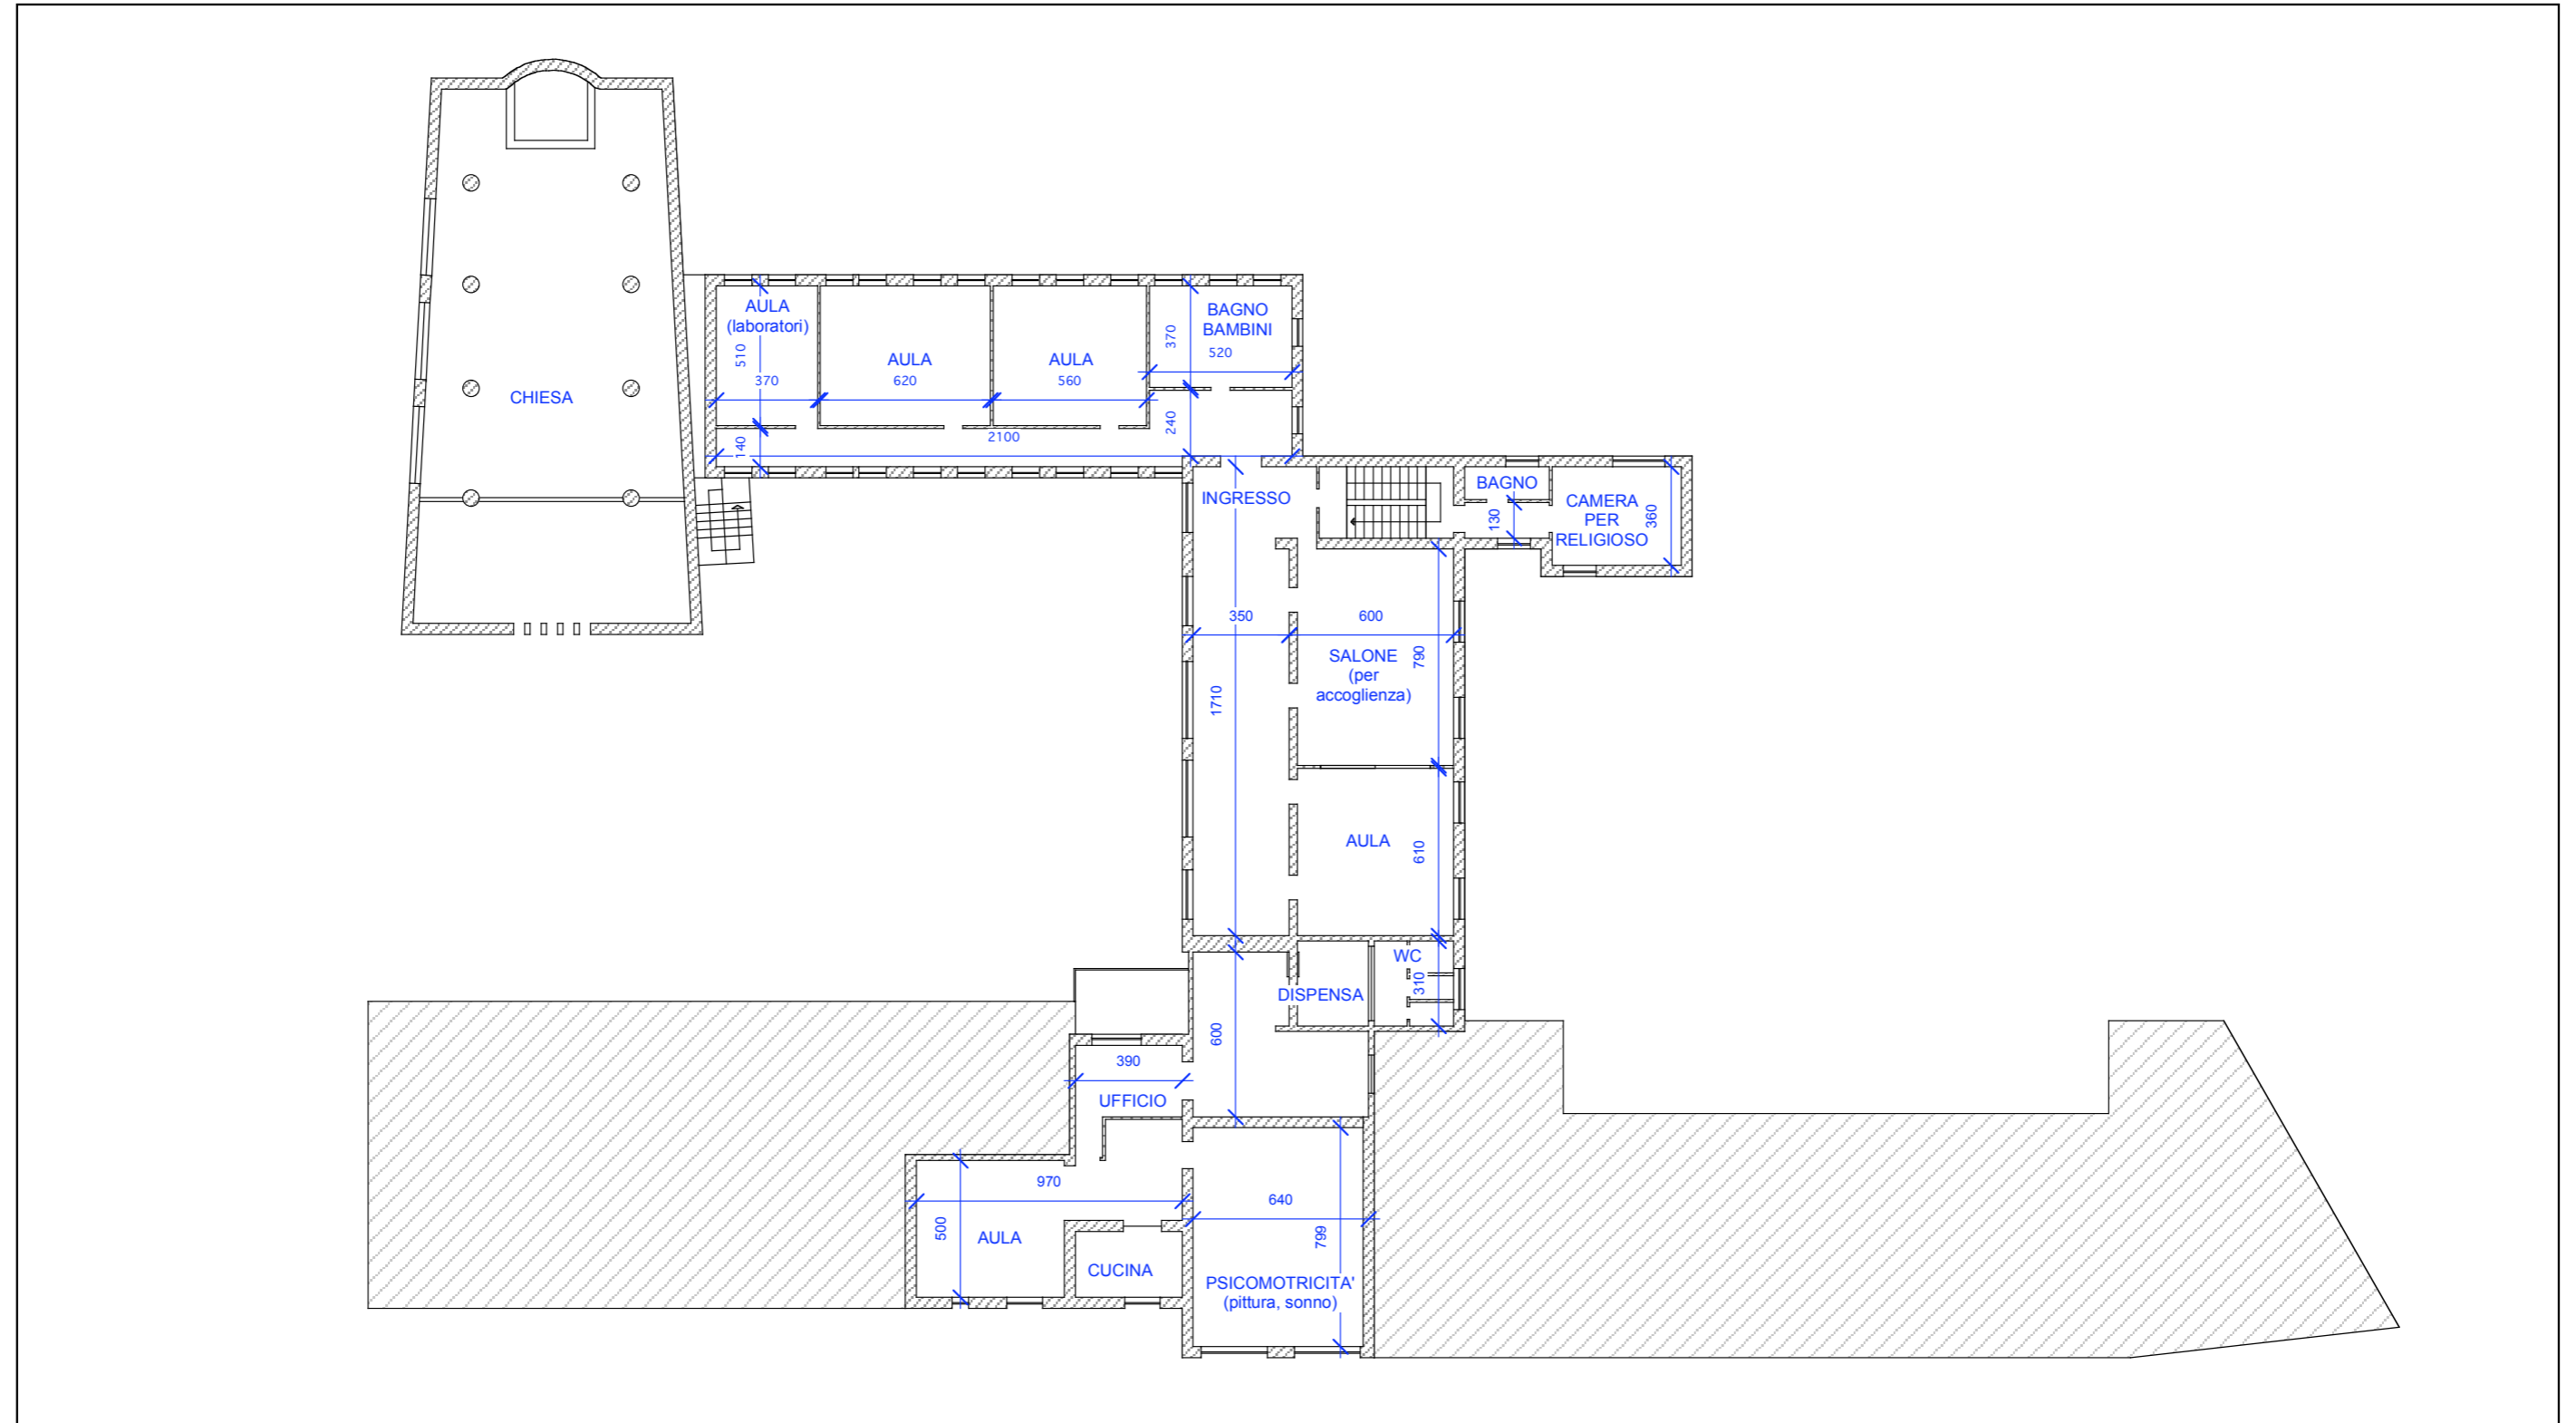 AULA
(laboratori)
510
370
AULA
620
AULA
560
BAGNO
BAMBINI
370
520
CHIESA
140
2100
240
INGRESSO
BAGNO
130
CAMERA
PER
RELIGIOSO
360
350
600
SALONE
(per
accoglienza)
790
1710
AULA
610
WC
310
DISPENSA
600
390
UFFICIO
970
500
AULA
CUCINA
640
799
PSICOMOTRICITA'
(pittura, sonno)